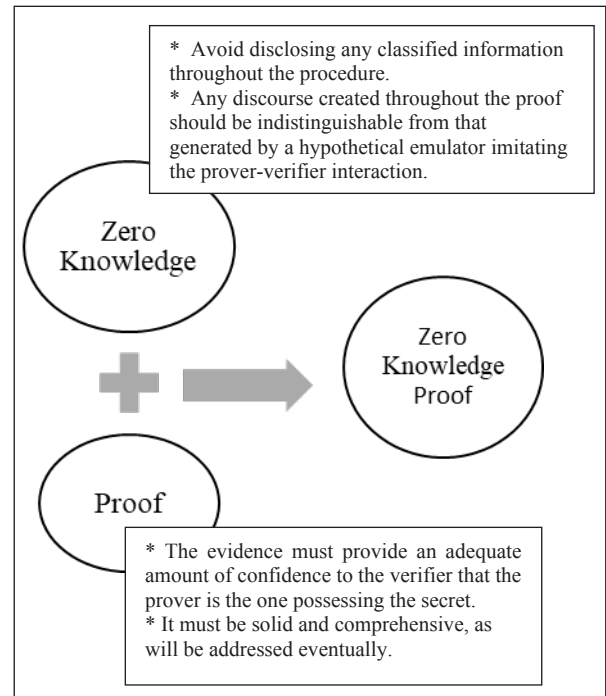 * Avoid disclosing any classified information
throughout the procedure.
* Any discourse created throughout the proof
should be indistinguishable from that
generated by a hypothetical emulator imitating
the prover-verifier interaction.
Zero
Knowledge
Zero
Knowledge
Proof
Proof
* The evidence must provide an adequate
amount of confidence to the verifier that the
prover is the one possessing the secret.
* It must be solid and comprehensive, as
will be addressed eventually.